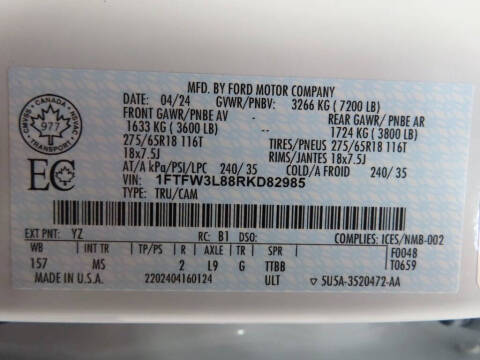 MFD. BY FORD MOTOR COMPANY
DATE: 04/24 GVWR/PNBV: 3266 KG ( 7200 LB)
FRONT GAWR/PNBE AV REAR GAWR/PNBE AR
1633 KG ( 3600 LB) 1724 KG ( 3800 LB)
275/65R18 116T TIRES/PNEUS 275/65R18 116T
18x7.5J RIMS/JANTES 18x7.5J
AT/A kPa/PSI/LPC 240/ 35 COLD/A FROID 240/ 35
VIN: 1FTFW3L88RKD82985
TYPE: TRU/CAM
CANADA
CMVSS NSVAC
977
TRANSPORT
EC
EXT PNT: YZ RC: B1 DSO: COMPLIES: ICES/NMB-002
WB INT TR TP/PS R AXLE TR SPR F0048
157 MS 2 L9 G TTBB T0659
MADE IN U.S.A. 2202404160124 ULT 5U5A-3520472-AA